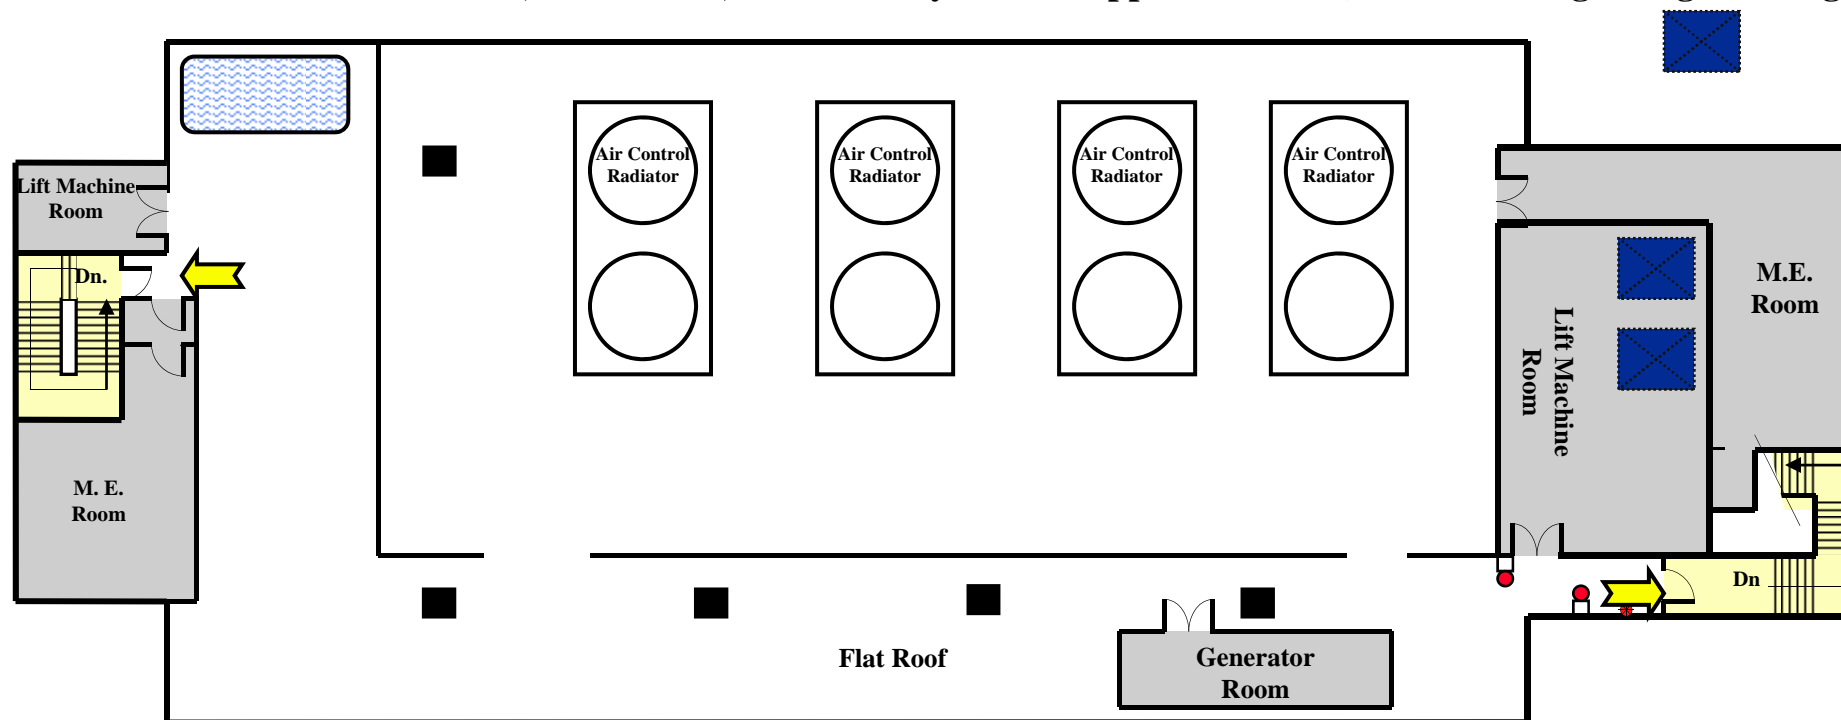 Air Control
Radiator
Air Control
Radiator
Air Control
Radiator
Air Control
Radiator
Lift Machine
Room
Dn.
M.E.
Room
Lift Machine
Room
M. E.
Room
Dn
Flat Roof
Generator
Room